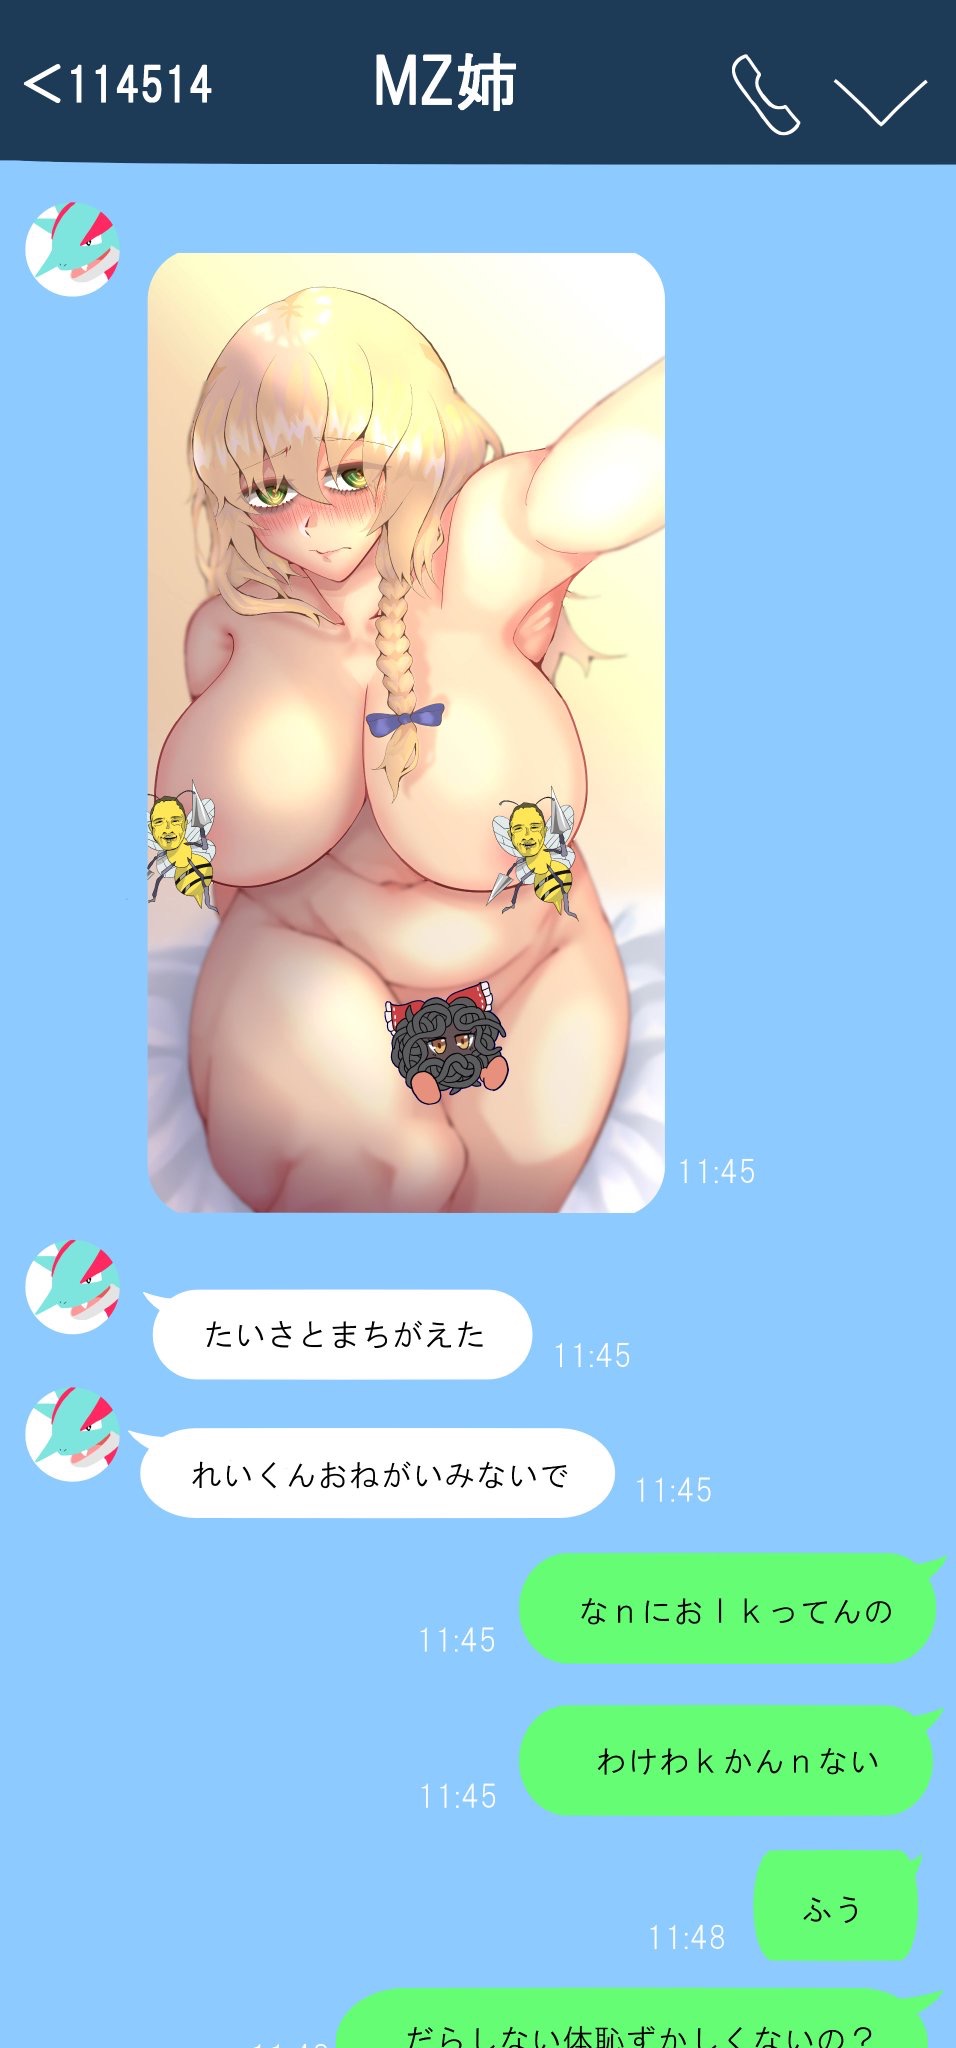 <114514
MZ姉
11:45
たいさとまちがえた
11:45
れいくんおねがいみないで
11:45
なnにおlkってんの
11:45
わけわkかんnない
11:45
ふう
11:48
だらしない体恥ずかしくないの?